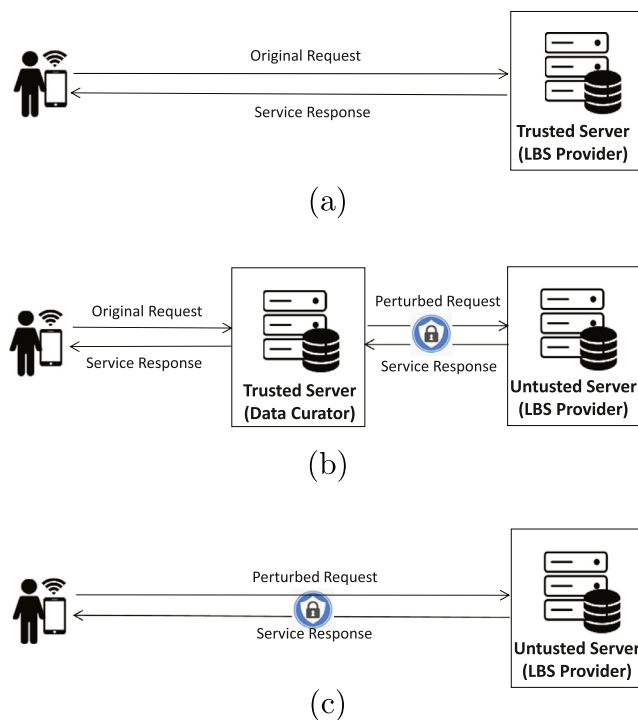 Original Request
Service Response
Trusted Server
(LBS Provider)
(a)
Original Request
Service Response
Trusted Server
(Data Curator)
Perturbed Request
Service Response
Untusted Server
(LBS Provider)
(b)
Perturbed Request
Service Response
Untusted Server
(LBS Provider)
(c)